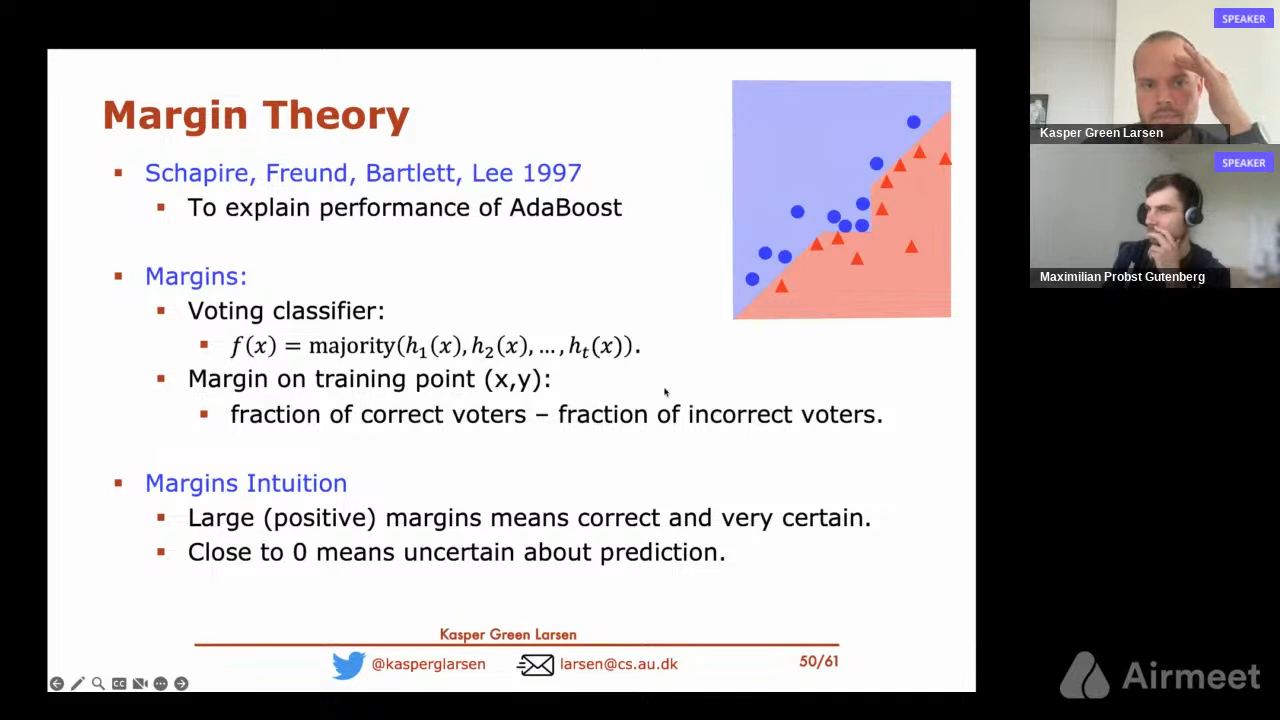 Margin Theory
Schapire, Freund, Bartlett, Lee 1997
To explain performance of AdaBoost
Margins:
Voting classifier:
f(x) = majority(h₁(x), h₂(x), ..., hₜ(x)).
Margin on training point (x,y):
fraction of correct voters – fraction of incorrect voters.
Margins Intuition
Large (positive) margins means correct and very certain.
Close to 0 means uncertain about prediction.
Kasper Green Larsen
@kasperglarsen larsen@cs.au.dk 50/61
CC
SPEAKER
Kasper Green Larsen
SPEAKER
Maximilian Probst Gutenberg
Airmeet